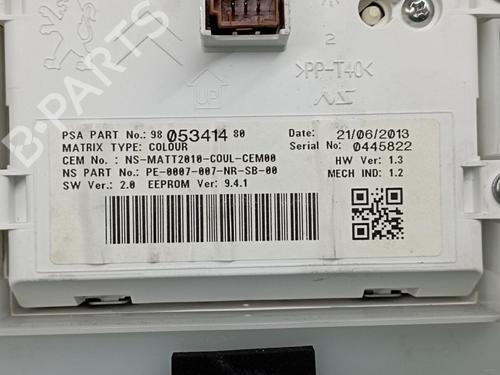 B-PARTS
2
>PP-T40<
UP
PSA PART No.: 98 053414 80
Date: 21/06/2013
MATRIX TYPE: COLOUR
Serial No: 0445822
CEM No. : NS-MATT2010-COUL-CEM00
HW Ver: 1.3
NS PART No.: PE-0007-007-NR-SB-00
MECH IND: 1.2
SW Ver.: 2.0 EEPROM Ver: 9.4.1
B-PARTS